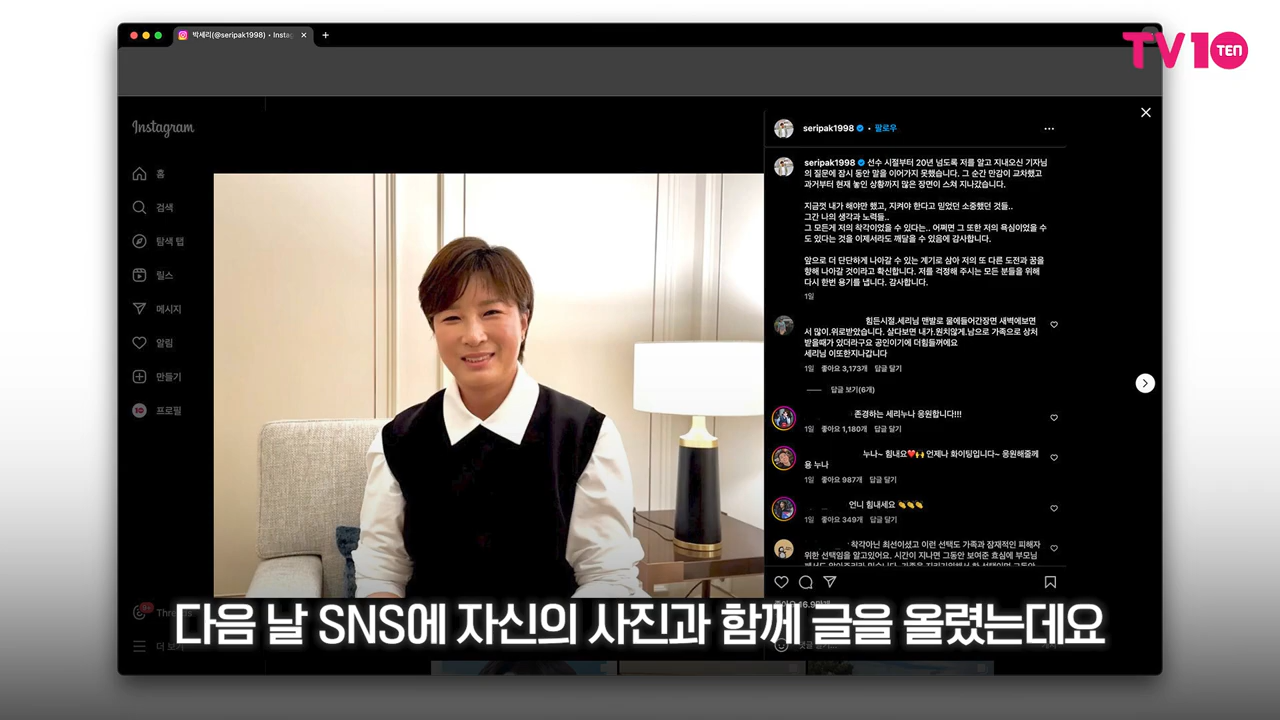 박세리(@seripak1998) • Insta
TV10 TEN
Instagram
홈
검색
탐색 탭
릴스
메시지
알림
만들기
프로필
더 보기
seripak1998 • 팔로우
seripak1998 선수 시절부터 20년 넘도록 저를 알고 지내오신 기자님
의 질문에 잠시 동안 말을 이어가지 못했습니다. 그 순간 만감이 교차했고
과거부터 현재 놓인 상황까지 많은 장면이 스쳐 지나갔습니다.
지금껏 내가 해야만 했고, 지켜야 한다고 믿었던 소중했던 것들..
그간 나의 생각과 노력들..
그 모든게 저의 착각이었을 수 있다는.. 어쩌면 그 또한 저의 욕심이었을 수
도 있다는 것을 이제서라도 깨달을 수 있음에 감사합니다.
앞으로 더 단단하게 나아갈 수 있는 계기로 삼아 저의 또 다른 도전과 꿈을
향해 나아갈 것이라고 확신합니다. 저를 걱정해 주시는 모든 분들을 위해
다시 한번 용기를 냅니다. 감사합니다.
1일
힘든시절.세리님 맨발로 물에들어간장면 새벽에보면
서 많이.위로받았습니다. 살다보면 내가.원치않게.남으로 가족으로 상처
받을때가 있더라구요 공인이기에 더힘들꺼에요
세리님 이또한지나갑니다
1일 좋아요 3,173개 답글 달기
답글 보기(6개)
존경하는 세리누나 응원합니다!!!
1일 좋아요 1,180개 답글 달기
누나~ 힘내요❤️🙌 언제나 화이팅입니다~ 응원해줄께
용 누나
1일 좋아요 987개 답글 달기
언니 힘내세요 👏👏👏
1일 좋아요 349개 답글 달기
착각아닌 최선이셨고 이런 선택도 가족과 잠재적인 피해자
위한 선택임을 알고있어요. 시간이 지나면 그동안 보여준 효심에 부모님
다음 날 SNS에 자신의 사진과 함께 글을 올렸는데요